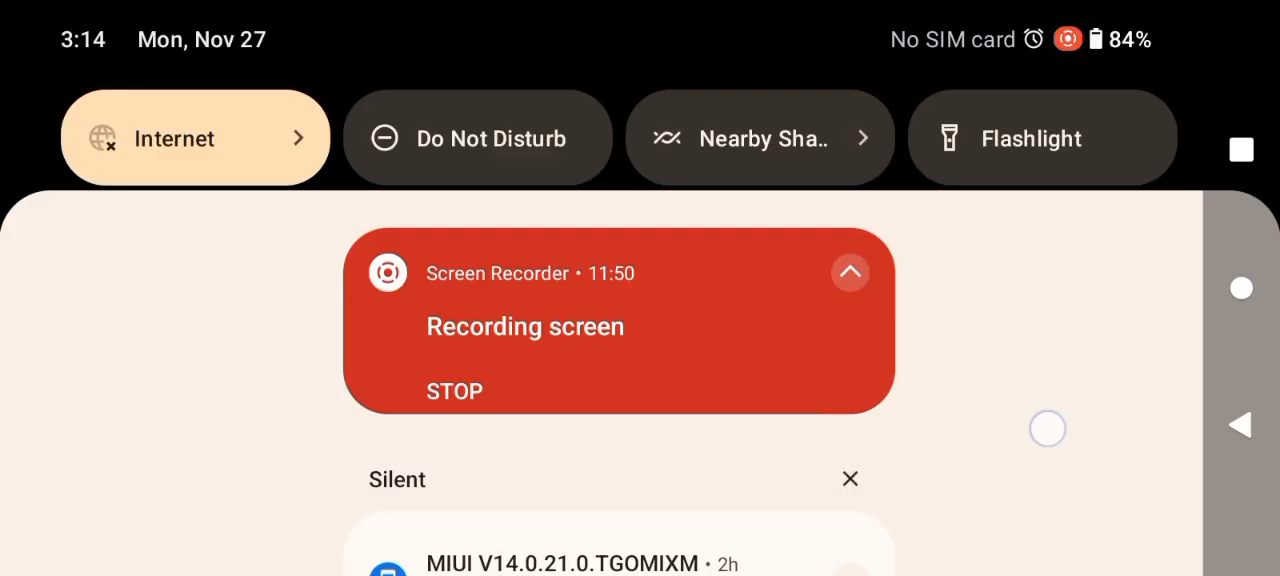 3:14 Mon, Nov 27 No SIM card 84%
Internet Do Not Disturb Nearby Sha.. Flashlight
Screen Recorder • 11:50
Recording screen
STOP
Silent
MIUI V14.0.21.0.TGOMIXM • 2h